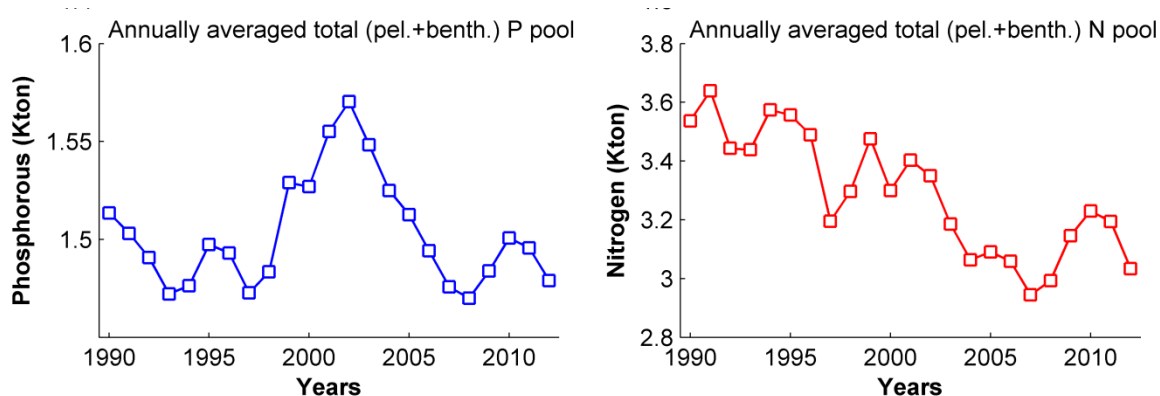 Annually averaged total (pel.+benth.) P pool
Phosphorous (Kton)
1.6
1.55
1.5
1990 1995 2000 2005 2010
Years
Annually averaged total (pel.+benth.) N pool
Nitrogen (Kton)
3.8
3.6
3.4
3.2
3
2.8
1990 1995 2000 2005 2010
Years